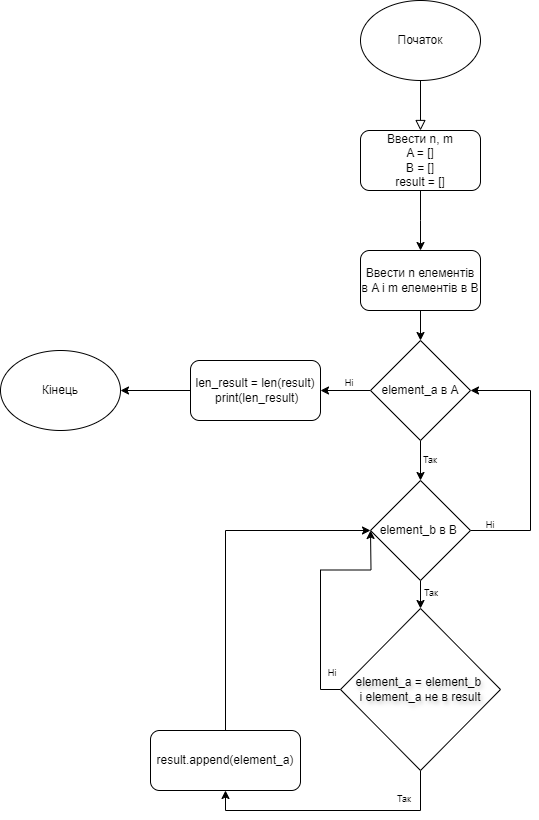 Початок
Ввести n, m
A = []
B = []
result = []
Ввести n елементів
в A і m елементів в B
element_a в A
Ні
len_result = len(result)
print(len_result)
Кінець
Так
element_b в B
Ні
Так
element_a = element_b
і element_a не в result
Ні
result.append(element_a)
Так